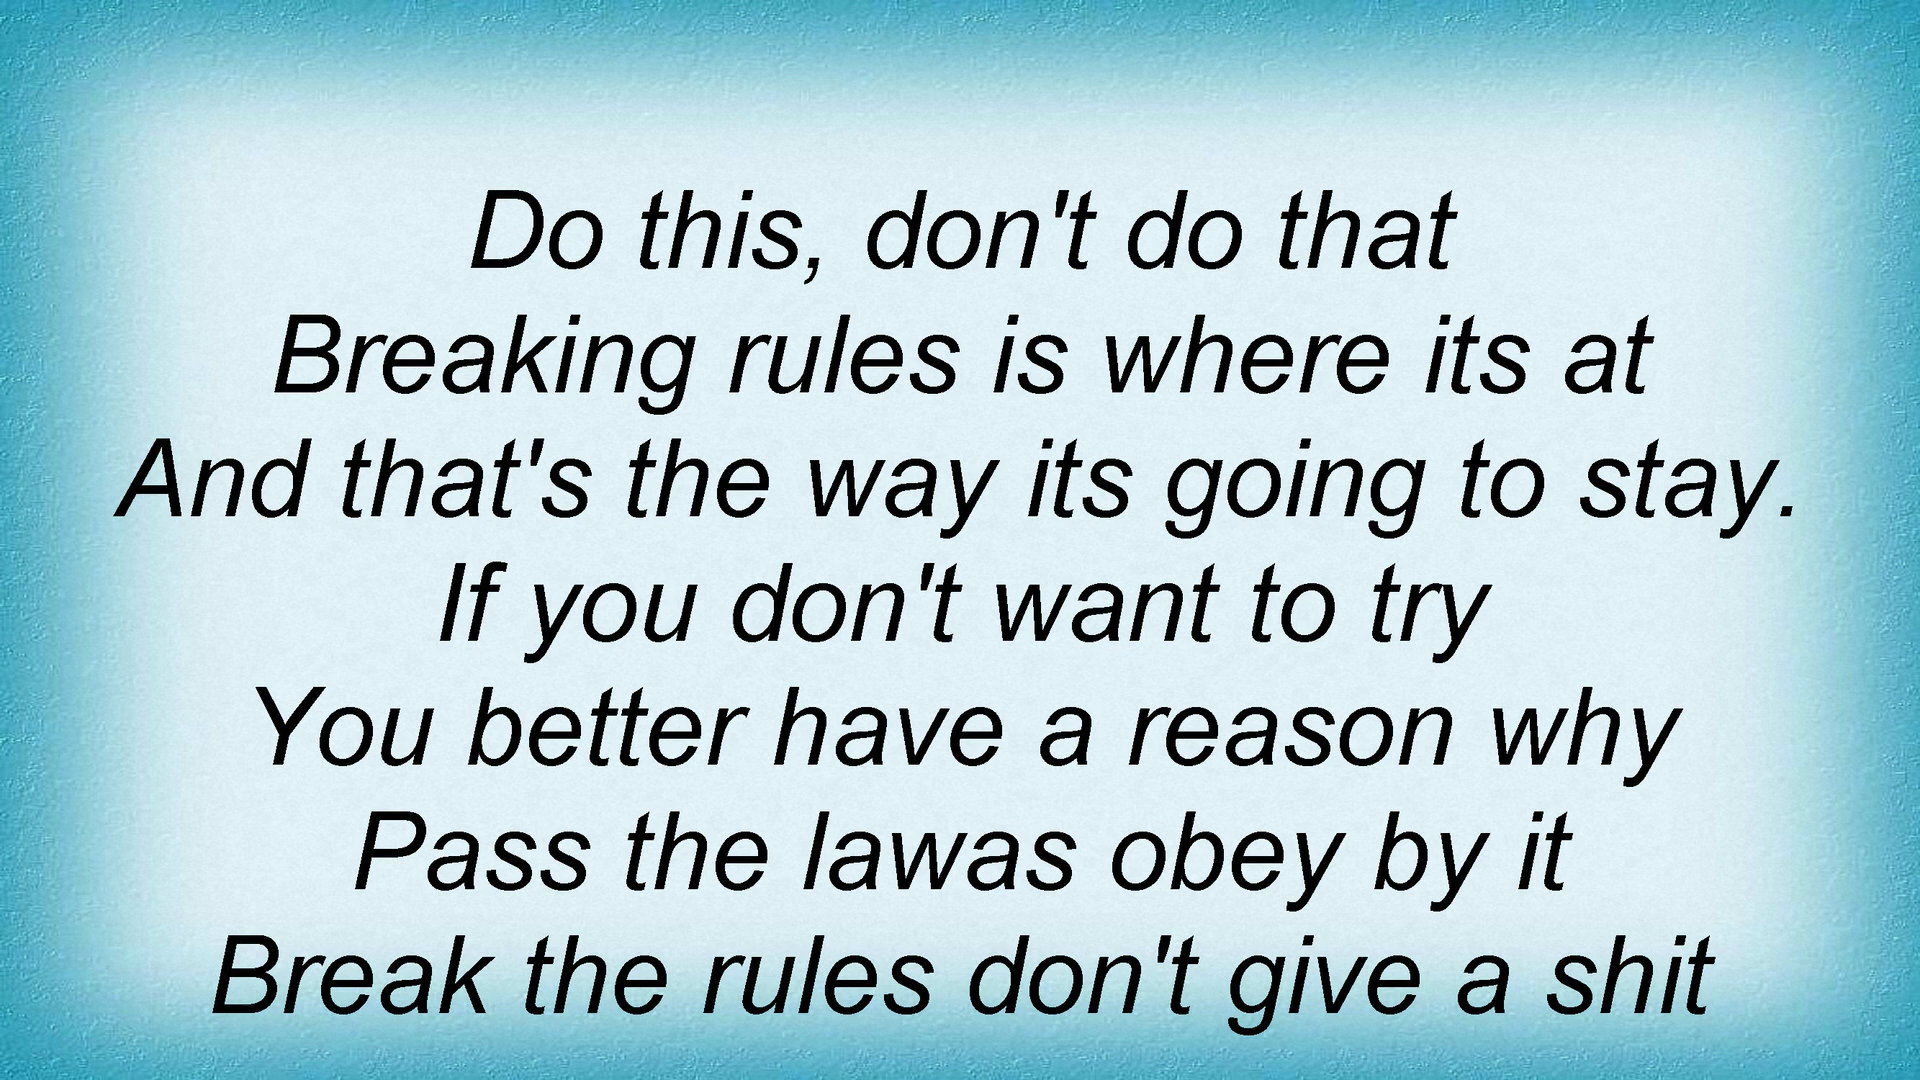 Do this, don't do that
Breaking rules is where its at
And that's the way its going to stay.
If you don't want to try
You better have a reason why
Pass the lawas obey by it
Break the rules don't give a shit